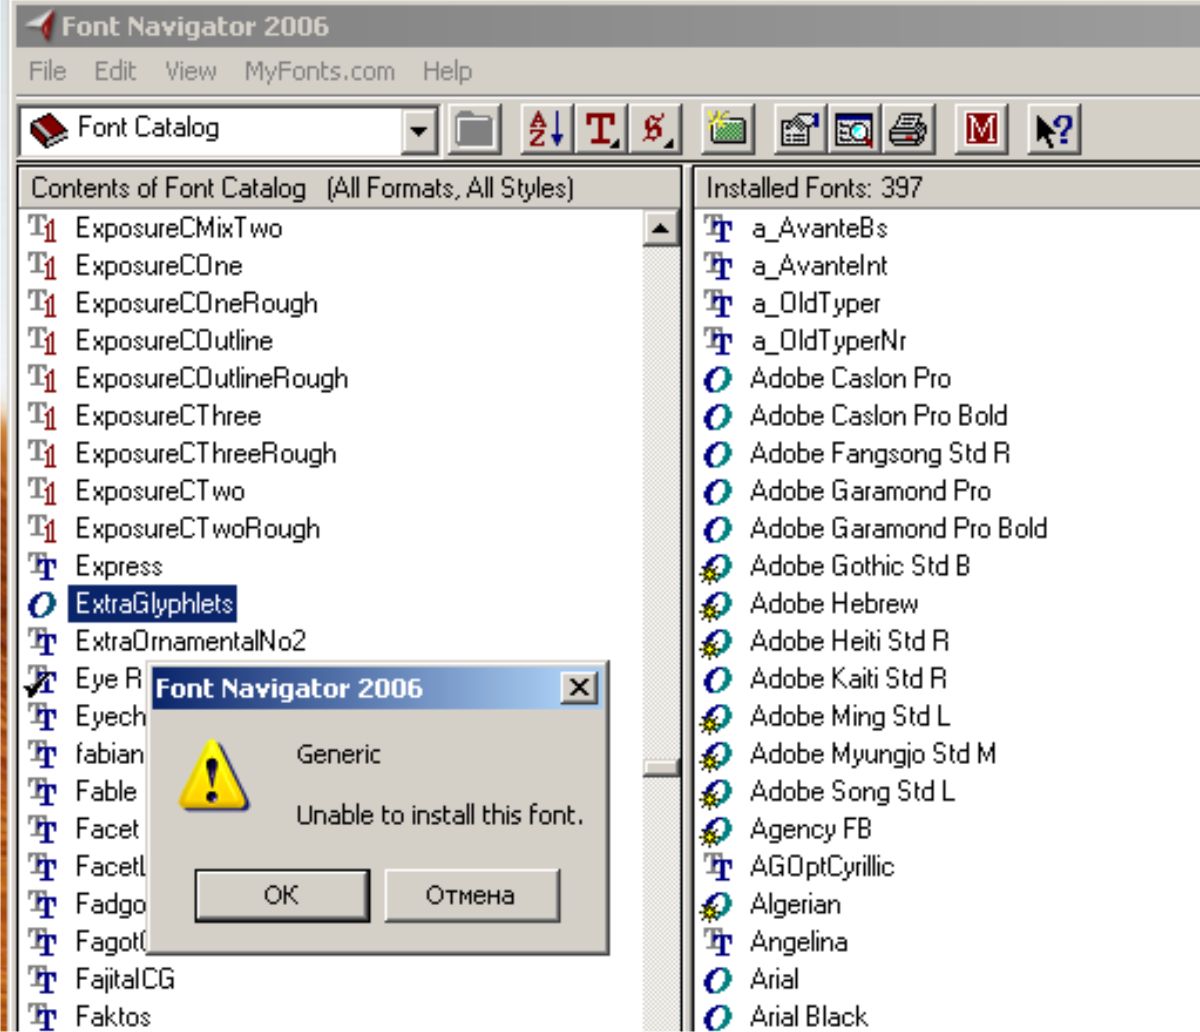 Font Navigator 2006
File Edit View MyFonts.com Help
Font Catalog
Contents of Font Catalog (All Formats, All Styles)
ExposureCMixTwo
ExposureCOne
ExposureCOneRough
ExposureCOutline
ExposureCOutlineRough
ExposureCThree
ExposureCThreeRough
ExposureCTwo
ExposureCTwoRough
Express
ExtraGlyphlets
ExtraOrnamentalNo2
Eye R
Eyech
fabian
Fable
Facet
FacetL
Fadgo
Fagot
FajitaICG
Faktos
Font Navigator 2006
Generic
Unable to install this font.
ОК
Отмена
Installed Fonts: 397
a_AvanteBs
a_AvanteInt
a_OldTyper
a_OldTyperNr
Adobe Caslon Pro
Adobe Caslon Pro Bold
Adobe Fangsong Std R
Adobe Garamond Pro
Adobe Garamond Pro Bold
Adobe Gothic Std B
Adobe Hebrew
Adobe Heiti Std R
Adobe Kaiti Std R
Adobe Ming Std L
Adobe Myungjo Std M
Adobe Song Std L
Agency FB
AGOptCyrillic
Algerian
Angelina
Arial
Arial Black